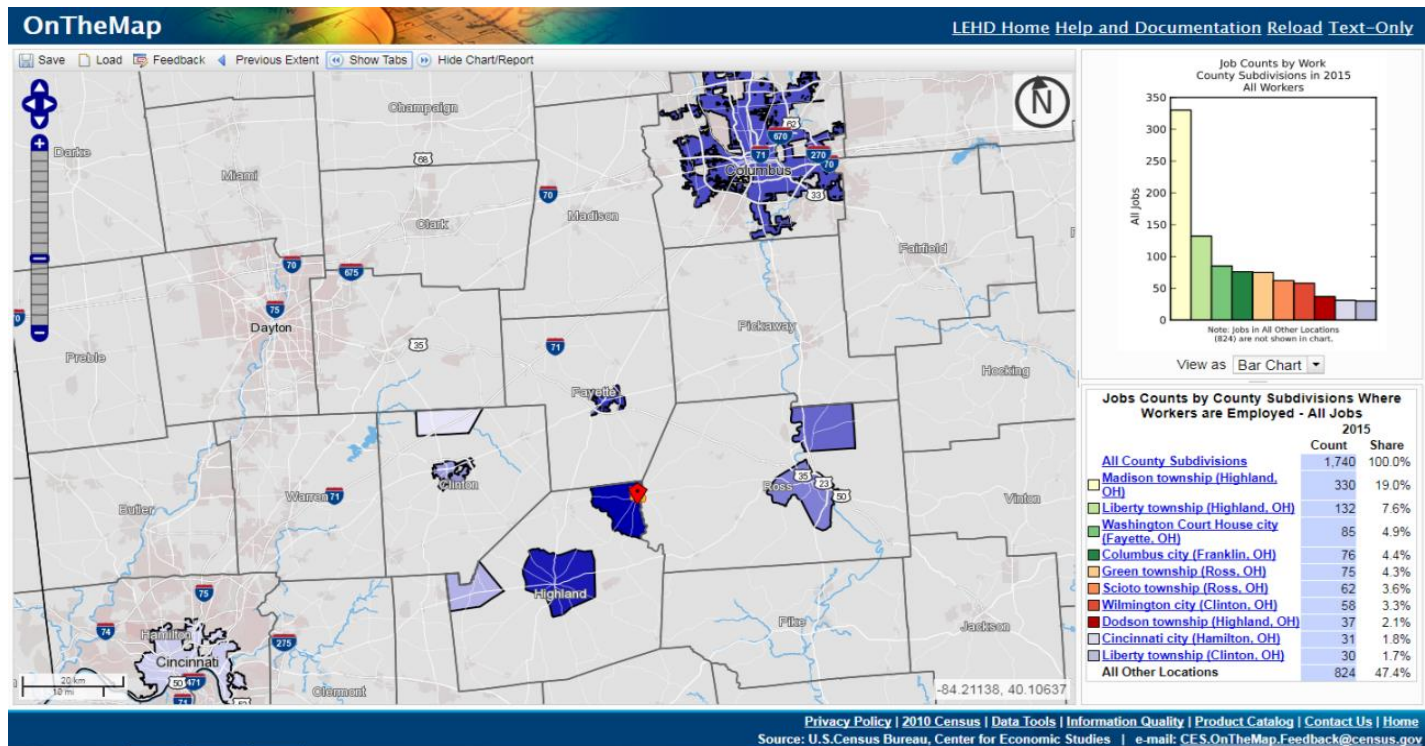 OnTheMap
LEHD Home Help and Documentation Reload Text-Only
Save Load Feedback Previous Extent Show Tabs Hide Chart/Report
N
Champaign
Darke
68
62
670
71
270
70
Columbus
Miami
70
Clark
Madison
33
Fairfield
70
675
70
75
Dayton
Pickaway
35
71
Preble
Hocking
Fayette
Clinton
35
23
50
Ross
Warren
71
Vinton
Butler
75
Highland
74
Hamilton
275
Pike
Jackson
Cincinnati
50
471
71
Clermont
20 km
10 mi
-84.21138, 40.10637
Job Counts by Work
County Subdivisions in 2015
All Workers
All Jobs
350
300
250
200
150
100
50
0
Note: Jobs in All Other Locations
(824) are not shown in chart.
View as Bar Chart
Jobs Counts by County Subdivisions Where
Workers are Employed - All Jobs
2015
Count Share
All County Subdivisions 1,740 100.0%
Madison township (Highland,
OH) 330 19.0%
Liberty township (Highland, OH) 132 7.6%
Washington Court House city
(Fayette, OH) 85 4.9%
Columbus city (Franklin, OH) 76 4.4%
Green township (Ross, OH) 75 4.3%
Scioto township (Ross, OH) 62 3.6%
Wilmington city (Clinton, OH) 58 3.3%
Dodson township (Highland, OH) 37 2.1%
Cincinnati city (Hamilton, OH) 31 1.8%
Liberty township (Clinton, OH) 30 1.7%
All Other Locations 824 47.4%
Privacy Policy | 2010 Census | Data Tools | Information Quality | Product Catalog | Contact Us | Home
Source: U.S.Census Bureau, Center for Economic Studies | e-mail: CES.OnTheMap.Feedback@census.gov